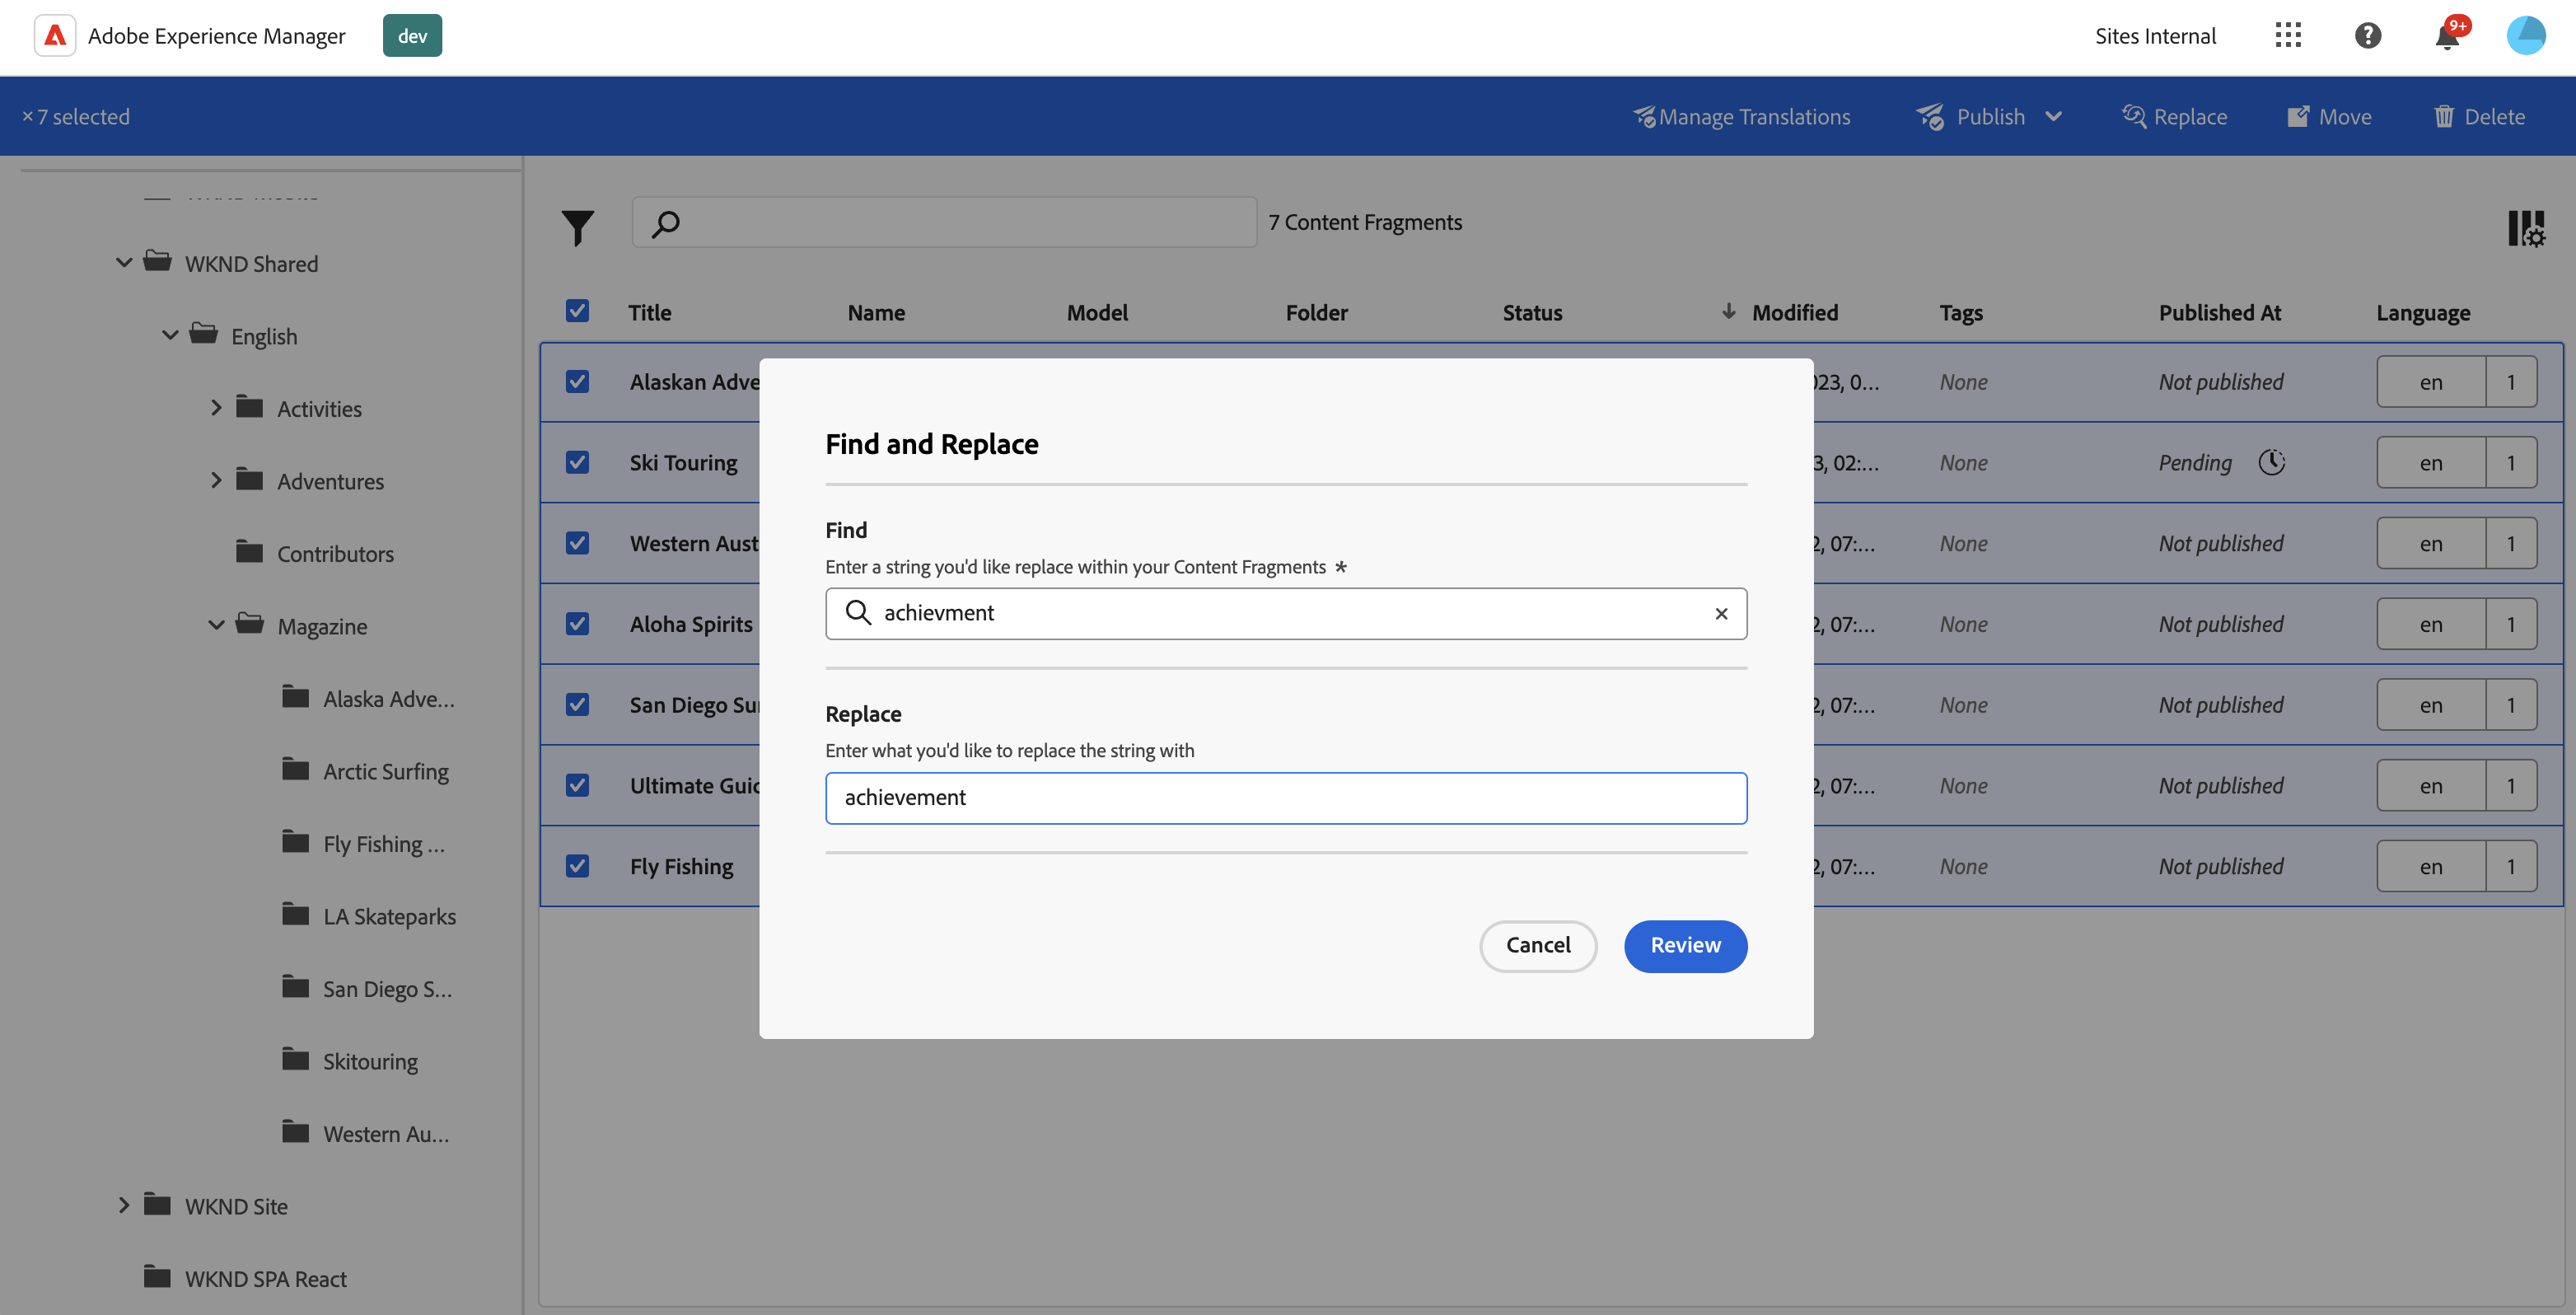 Adobe Experience Manager dev Sites Internal 9+
× 7 selected Manage Translations Publish Replace Move Delete
WKND Shared
English
Activities
Adventures
Contributors
Magazine
Alaska Adve...
Arctic Surfing
Fly Fishing ...
LA Skateparks
San Diego S...
Skitouring
Western Au...
WKND Site
WKND SPA React
7 Content Fragments
Title Name Model Folder Status Modified Tags Published At Language
Alaskan Adve 023, 0... None Not published en 1
Ski Touring 3, 02:... None Pending en 1
Western Aust 2, 07:... None Not published en 1
Aloha Spirits 2, 07:... None Not published en 1
San Diego Su 2, 07:... None Not published en 1
Ultimate Guid 2, 07:... None Not published en 1
Fly Fishing 2, 07:... None Not published en 1
Find and Replace
Find
Enter a string you'd like replace within your Content Fragments *
achievment
Replace
Enter what you'd like to replace the string with
achievement
Cancel Review